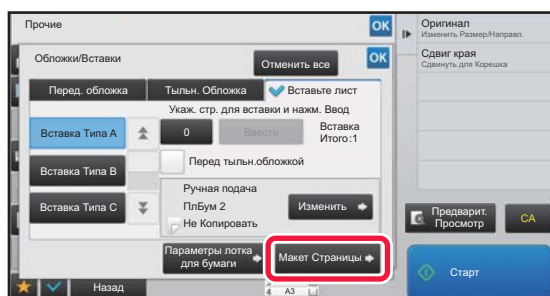 Прочие
OK
Обложки/Вставки
Отменить все
OK
Перед. обложка
Тыльн. Обложка
Вставьте лист
Укаж. стр. для вставки и нажм. Ввод
Вставка Типа A
0
Ввести
Вставка
Итого:1
Вставка Типа B
Перед тыльн.обложкой
Вставка Типа C
Ручная подача
ПлБум 2
Не Копировать
Изменить
Параметры лотка
для бумаги
Макет Страницы
Назад
A3
Оригинал
Изменить Размер/Направл.
Сдвиг края
Сдвинуть для Корешка
Предварит.
Просмотр
CA
Старт